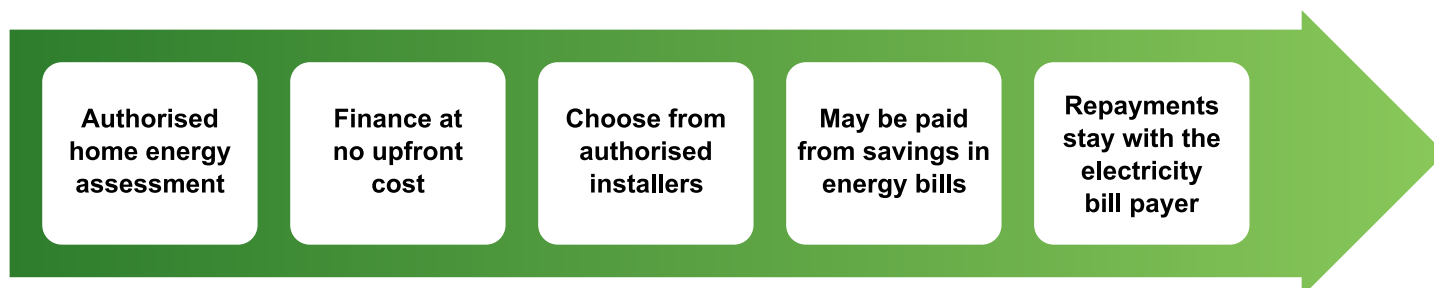 Authorised
home energy
assessment
Finance at
no upfront
cost
Choose from
authorised
installers
May be paid
from savings in
energy bills
Repayments
stay with the
electricity
bill payer